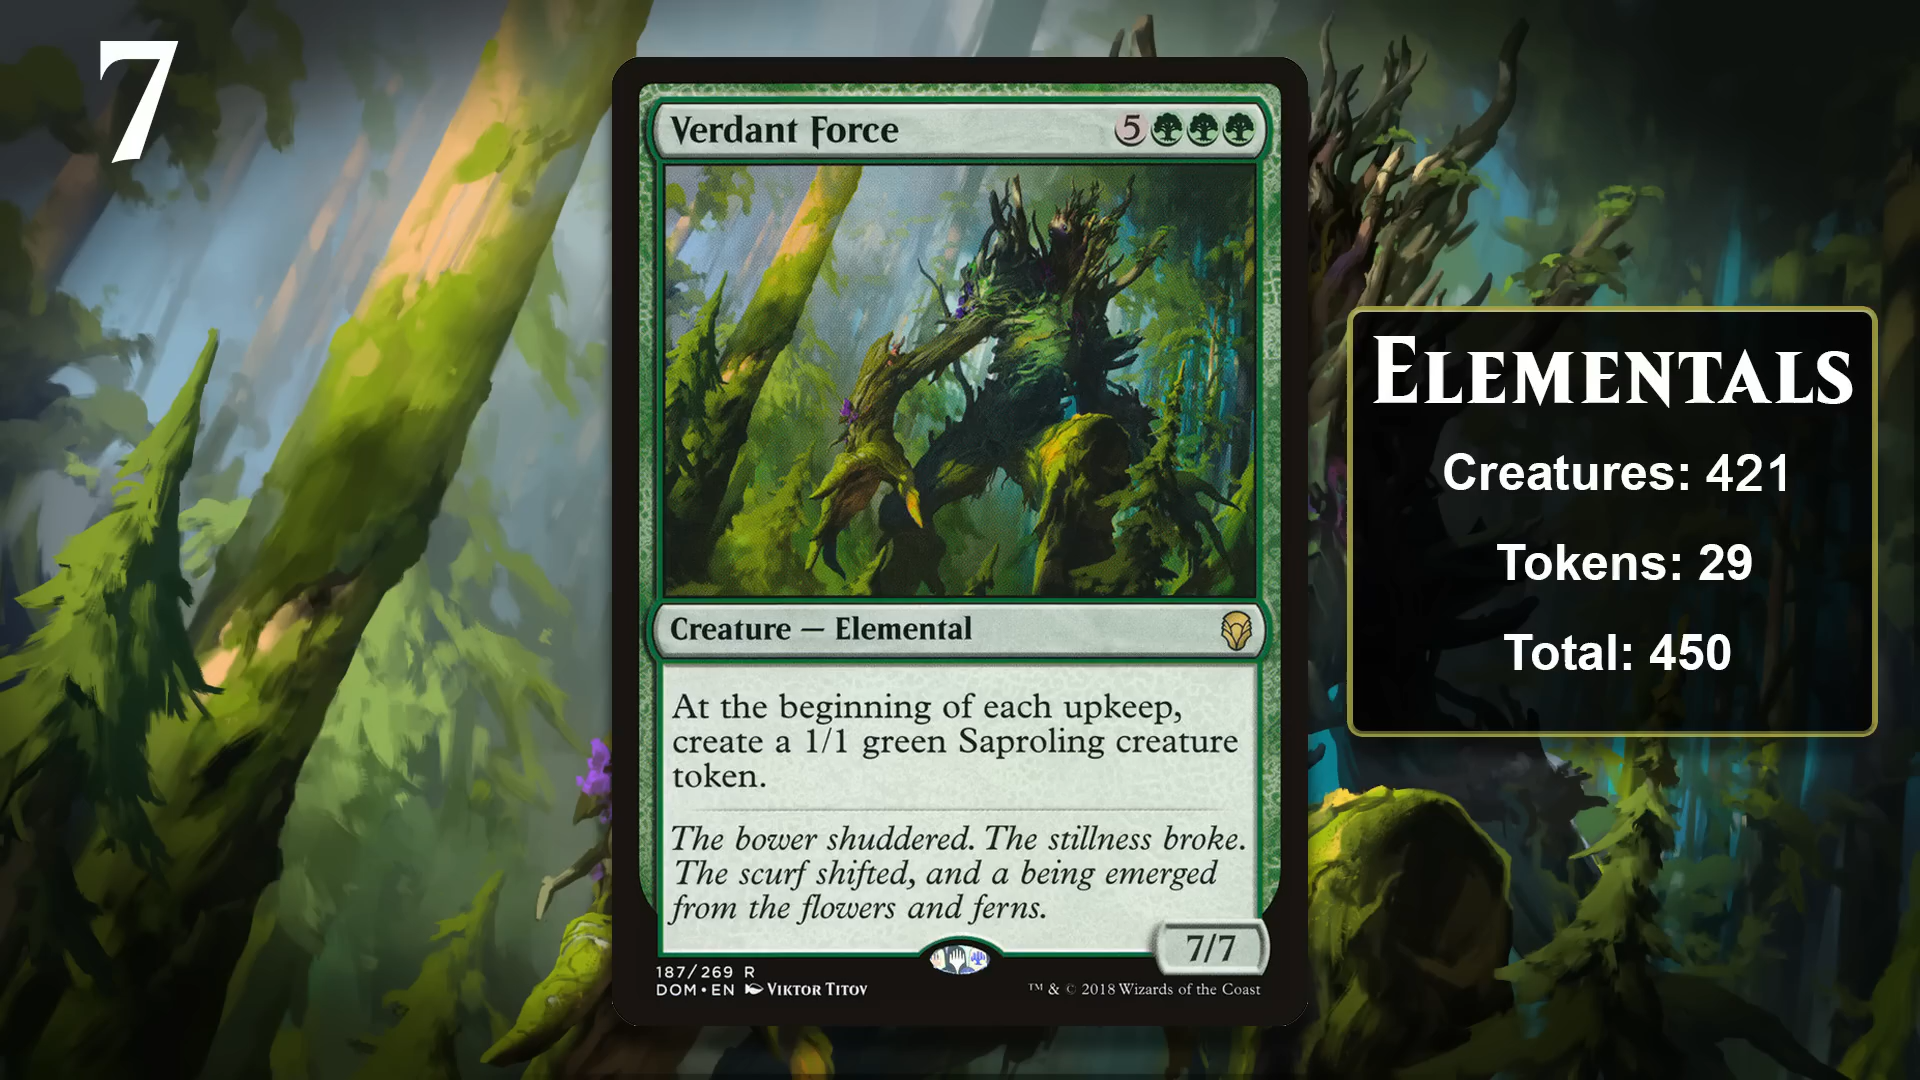 7
Verdant Force
5
Creature — Elemental
At the beginning of each upkeep,
create a 1/1 green Saproling creature
token.
The bower shuddered. The stillness broke.
The scurf shifted, and a being emerged
from the flowers and ferns.
7/7
187/269 R
DOM • EN Viktor Titov
™ & © 2018 Wizards of the Coast
Elementals
Creatures: 421
Tokens: 29
Total: 450